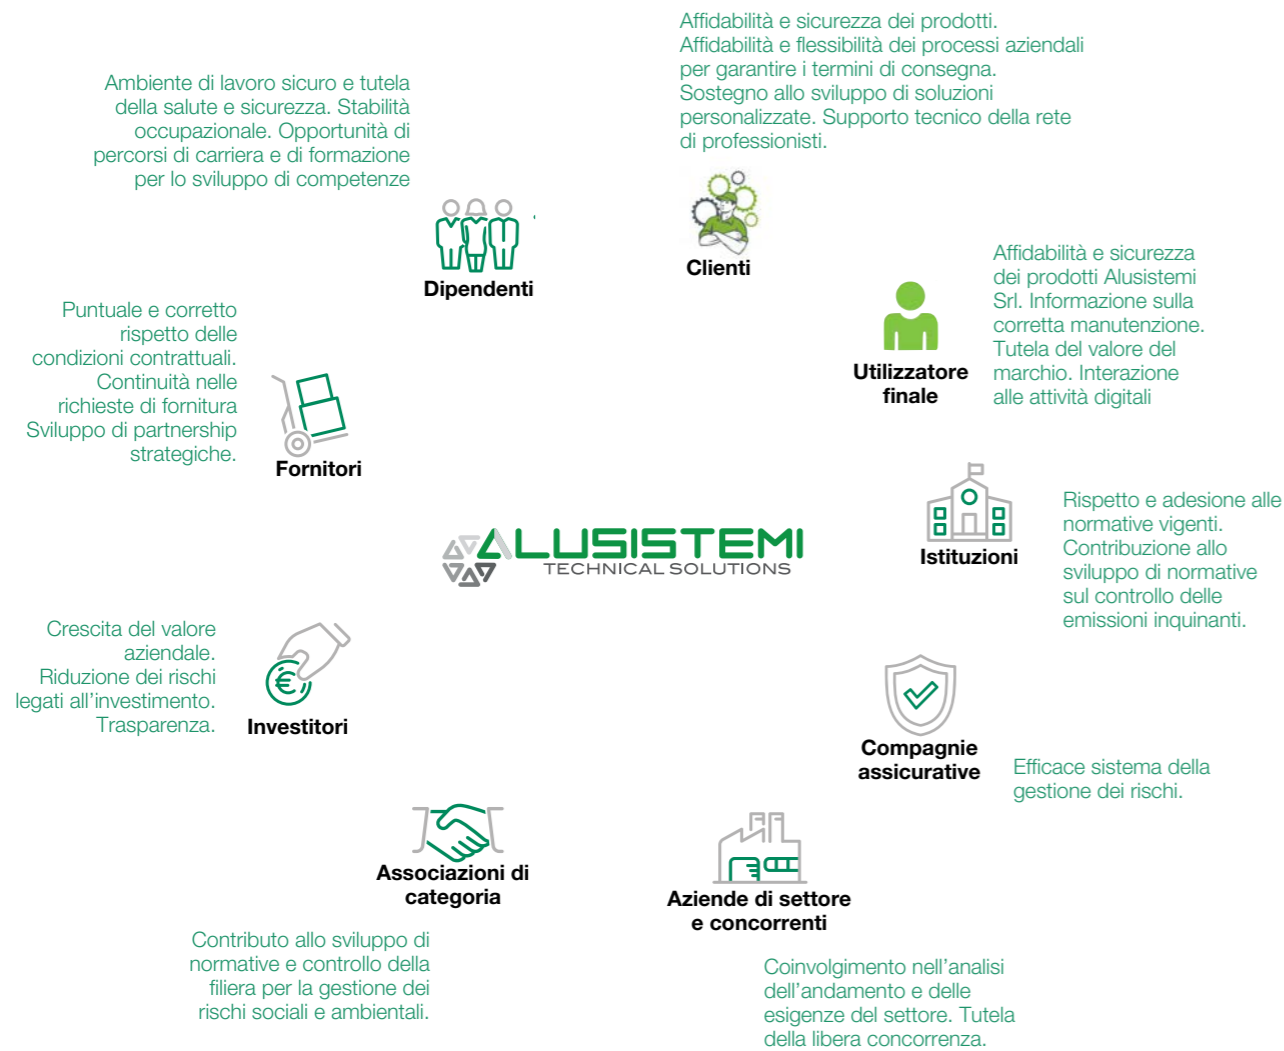 Affidabilità e sicurezza dei prodotti.
Affidabilità e flessibilità dei processi aziendali
per garantire i termini di consegna.
Sostegno allo sviluppo di soluzioni
personalizzate. Supporto tecnico della rete
di professionisti.
Clienti
Ambiente di lavoro sicuro e tutela
della salute e sicurezza. Stabilità
occupazionale. Opportunità di
percorsi di carriera e di formazione
per lo sviluppo di competenze
Dipendenti
Affidabilità e sicurezza
dei prodotti Alusistemi
Srl. Informazione sulla
corretta manutenzione.
Tutela del valore del
marchio. Interazione
alle attività digitali
Utilizzatore
finale
Puntuale e corretto
rispetto delle
condizioni contrattuali.
Continuità nelle
richieste di fornitura
Sviluppo di partnership
strategiche.
Fornitori
Rispetto e adesione alle
normative vigenti.
Contribuzione allo
sviluppo di normative
sul controllo delle
emissioni inquinanti.
Istituzioni
ALUSISTEMI
TECHNICAL SOLUTIONS
Crescita del valore
aziendale.
Riduzione dei rischi
legati all’investimento.
Trasparenza.
€
Investitori
Compagnie
assicurative
Efficace sistema della
gestione dei rischi.
Associazioni di
categoria
Contributo allo sviluppo di
normative e controllo della
filiera per la gestione dei
rischi sociali e ambientali.
Aziende di settore
e concorrenti
Coinvolgimento nell’analisi
dell’andamento e delle
esigenze del settore. Tutela
della libera concorrenza.